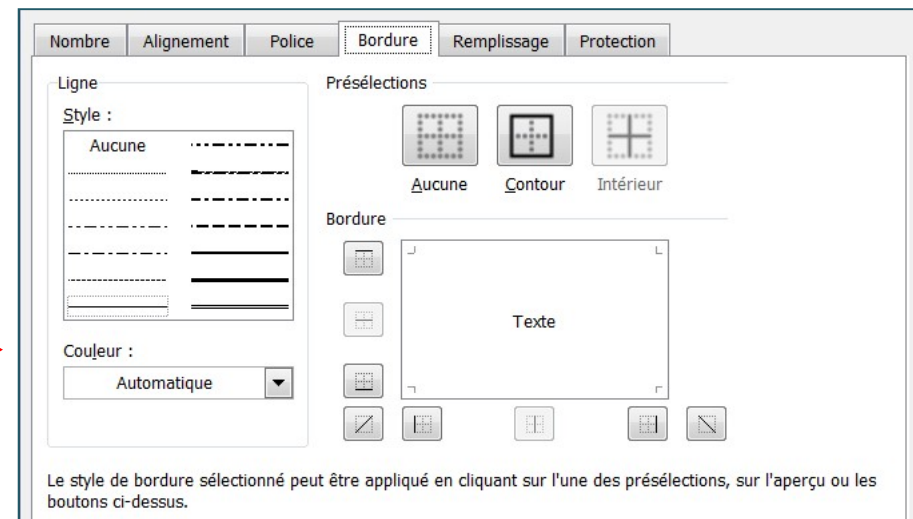 Nombre Alignement Police Bordure Remplissage Protection
Ligne
Style :
Aucune
Couleur :
Automatique
Présélections
Aucune Contour Intérieur
Bordure
Texte
Le style de bordure sélectionné peut être appliqué en cliquant sur l'une des présélections, sur l'aperçu ou les
boutons ci-dessus.